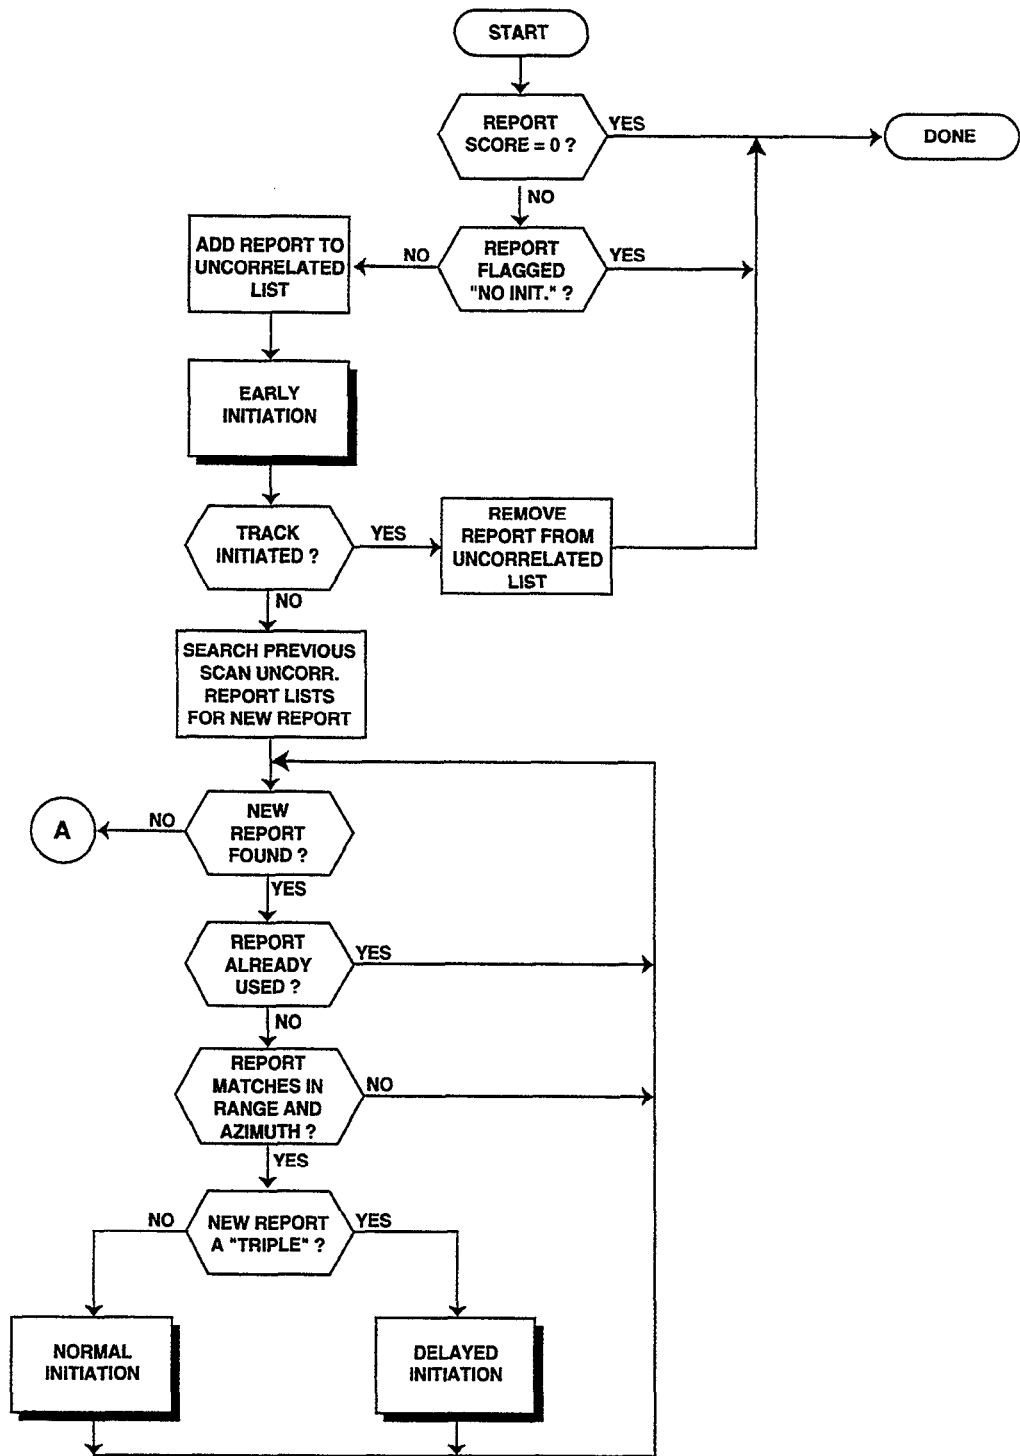 START
REPORT
SCORE = 0 ?
YES
DONE
NO
ADD REPORT TO
UNCORRELATED
LIST
NO
REPORT
FLAGGED
"NO INIT." ?
YES
EARLY
INITIATION
TRACK
INITIATED ?
YES
REMOVE
REPORT FROM
UNCORRELATED
LIST
NO
SEARCH PREVIOUS
SCAN UNCORR.
REPORT LISTS
FOR NEW REPORT
A
NO
NEW
REPORT
FOUND ?
YES
REPORT
ALREADY
USED ?
YES
NO
REPORT
MATCHES IN
RANGE AND
AZIMUTH ?
NO
YES
NO
NEW REPORT
A "TRIPLE" ?
YES
NORMAL
INITIATION
DELAYED
INITIATION